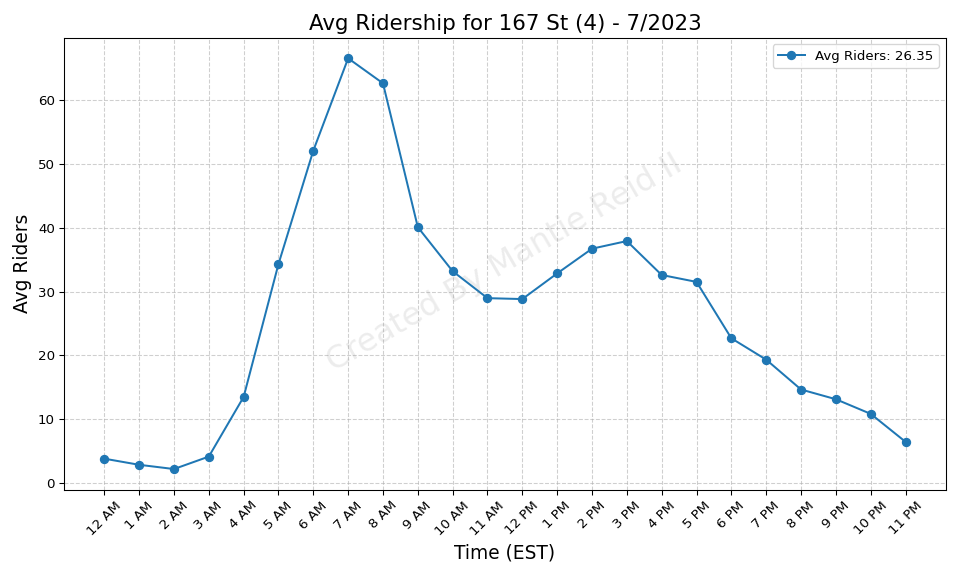 Avg Ridership for 167 St (4) - 7/2023
Avg Riders: 26.35
Avg Riders
60
50
40
30
20
10
0
Created By Mantie Reid II
12 AM
1 AM
2 AM
3 AM
4 AM
5 AM
6 AM
7 AM
8 AM
9 AM
10 AM
11 AM
12 PM
1 PM
2 PM
3 PM
4 PM
5 PM
6 PM
7 PM
8 PM
9 PM
10 PM
11 PM
Time (EST)